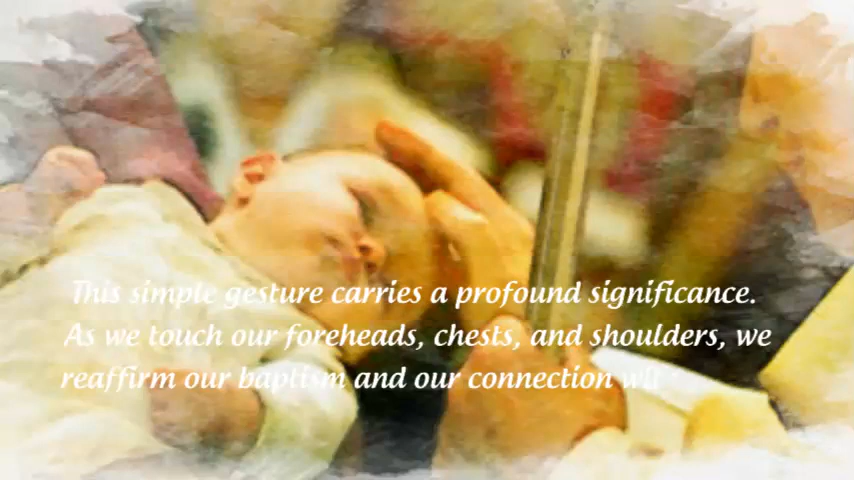 This simple gesture carries a profound significance.
As we touch our foreheads, chests, and shoulders, we
reaffirm our baptism and our connection